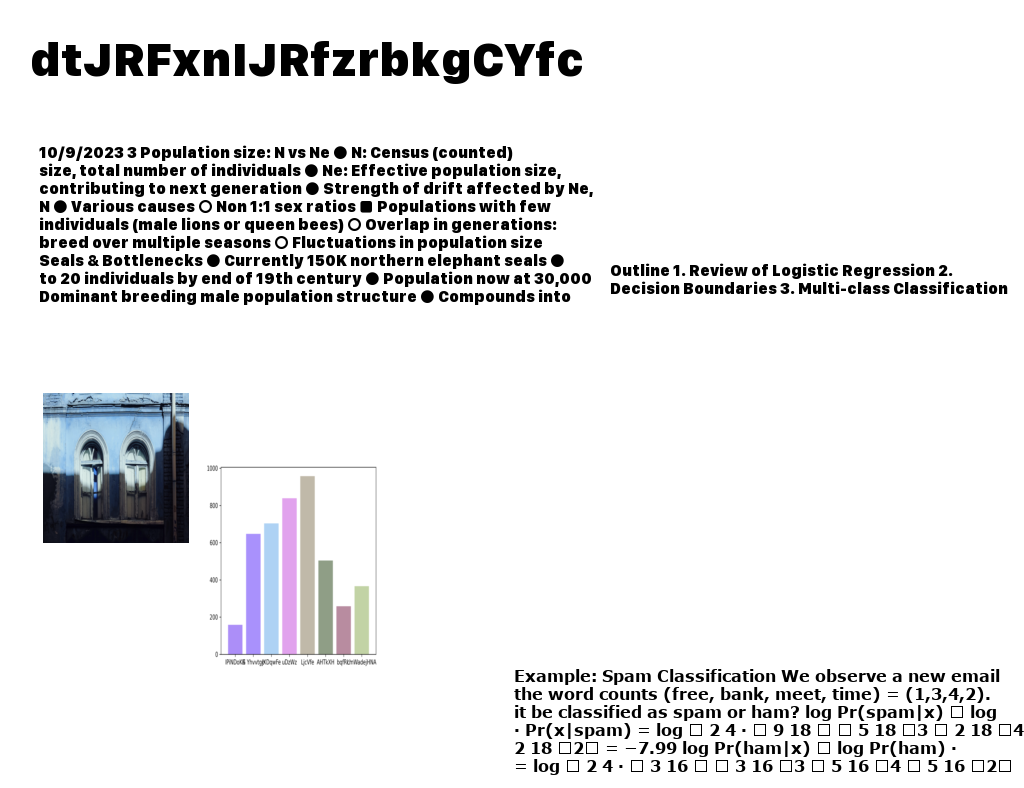 dtJRFxnIJRfzrbkgCYfc
10/9/2023 3 Population size: N vs Ne ● N: Census (counted)
size, total number of individuals ● Ne: Effective population size,
contributing to next generation ● Strength of drift affected by Ne,
N ● Various causes ○ Non 1:1 sex ratios ■ Populations with few
individuals (male lions or queen bees) ○ Overlap in generations:
breed over multiple seasons ○ Fluctuations in population size
Seals & Bottlenecks ● Currently 150K northern elephant seals ●
to 20 individuals by end of 19th century ● Population now at 30,000
Dominant breeding male population structure ● Compounds into
Outline 1. Review of Logistic Regression 2.
Decision Boundaries 3. Multi-class Classification
1000
800
600
400
200
0
uDzWz LjcVfe AHTkXH
Example: Spam Classification We observe a new email
the word counts (free, bank, meet, time) = (1,3,4,2).
it be classified as spam or ham? log Pr(spam|x) □ log
· Pr(x|spam) = log □ 2 4 · □ 9 18 □ □ 5 18 □3 □ 2 18 □4
2 18 □2□ = −7.99 log Pr(ham|x) □ log Pr(ham) ·
= log □ 2 4 · □ 3 16 □ □ 3 16 □3 □ 5 16 □4 □ 5 16 □2□